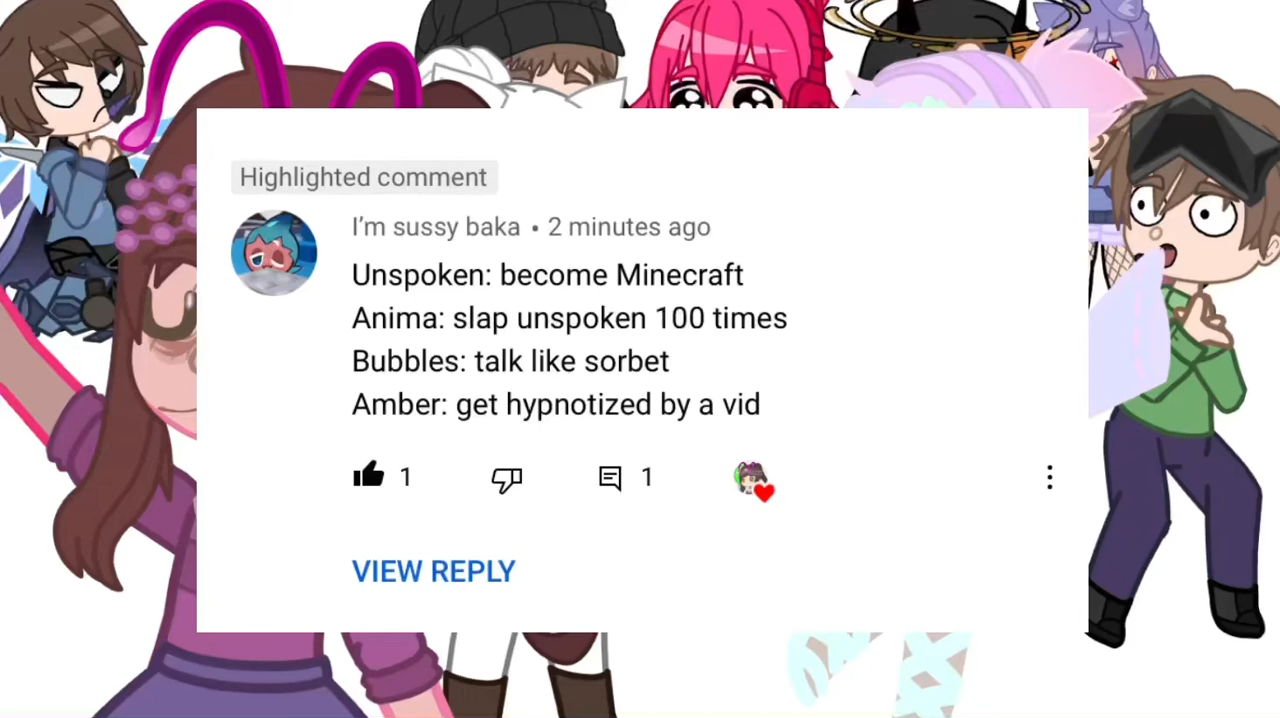 Highlighted comment
I'm sussy baka • 2 minutes ago
Unspoken: become Minecraft
Anima: slap unspoken 100 times
Bubbles: talk like sorbet
Amber: get hypnotized by a vid
1 1
VIEW REPLY